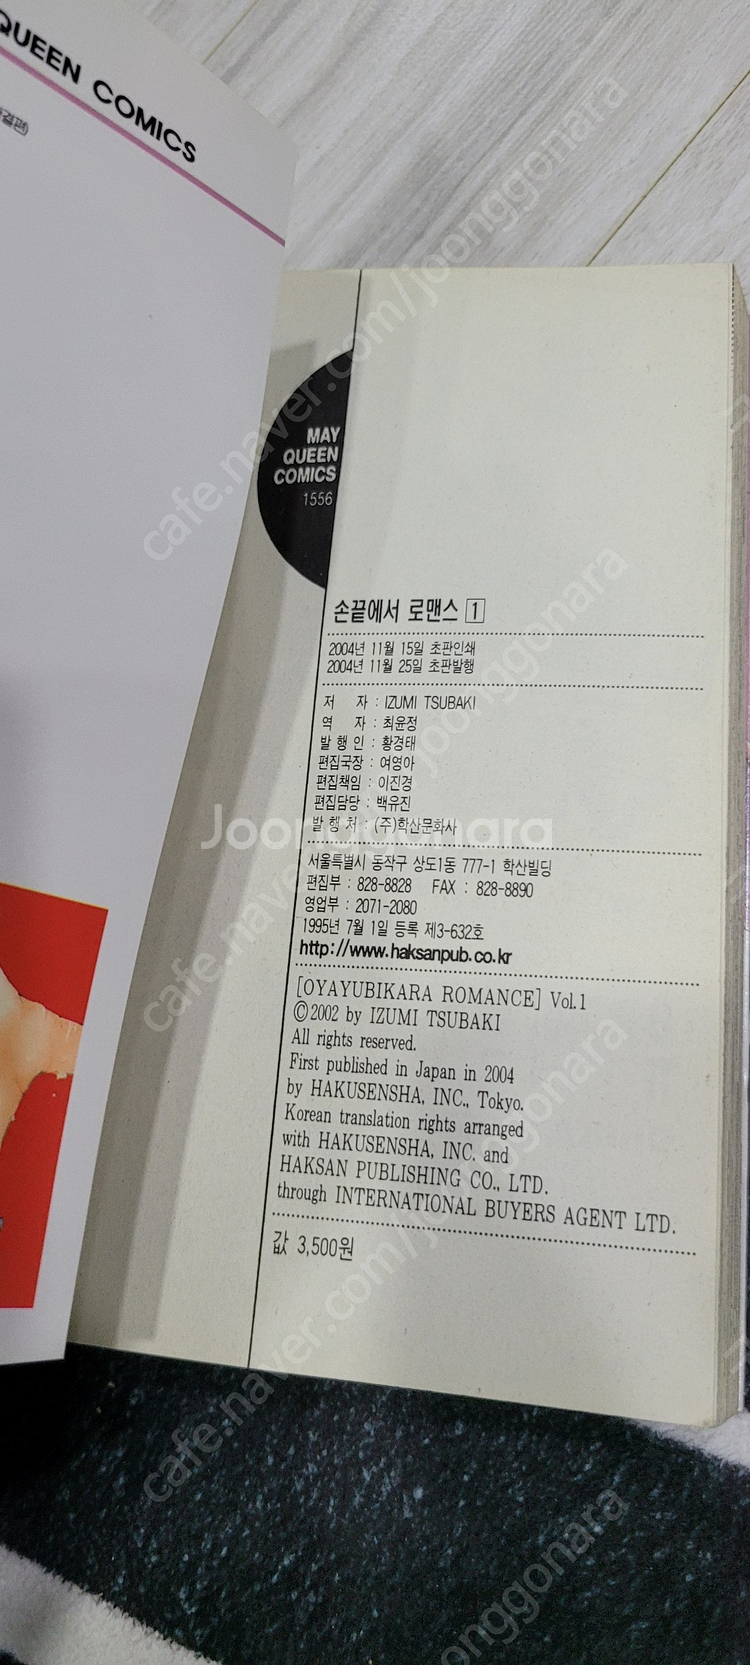 QUEEN COMICS
결편)
MAY
QUEEN
COMICS
1556
손끝에서 로맨스 1
2004년 11월 15일 초판인쇄
2004년 11월 25일 초판발행
저 자 : IZUMI TSUBAKI
역 자 : 최윤정
발 행 인 : 황경태
편집국장 : 여영아
편집책임 : 이진경
편집담당 : 백유진
발 행 처 : (주)학산문화사
서울특별시 동작구 상도1동 777-1 학산빌딩
편집부 : 828-8828 FAX : 828-8890
영업부 : 2071-2080
1995년 7월 1일 등록 제3-632호
http://www.haksanpub.co.kr
[OYAYUBIKARA ROMANCE] Vol.1
©2002 by IZUMI TSUBAKI
All rights reserved.
First published in Japan in 2004
by HAKUSENSHA, INC., Tokyo.
Korean translation rights arranged
with HAKUSENSHA, INC. and
HAKSAN PUBLISHING CO., LTD.
through INTERNATIONAL BUYERS AGENT LTD.
값 3,500원
Joonggonara
cafe.naver.com/joonggonara
cafe.naver.com/joonggonara
cafe.naver.com/joonggonara